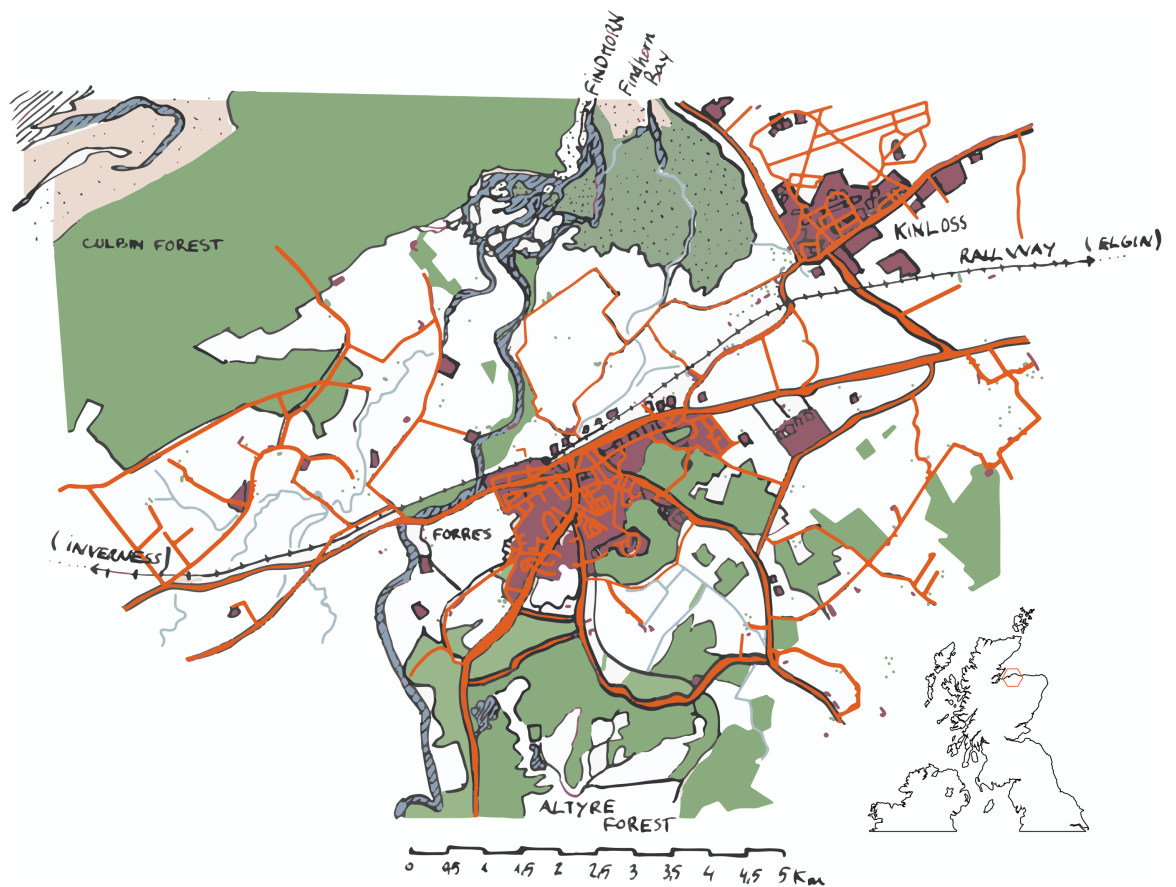 FINDHORN
Findhorn
Bay
CULBIN FOREST
KINLOSS
RAILWAY (ELGIN)
FORRES
(INVERNESS)
ALTYRE
FOREST
0 0,5 1 1,5 2 2,5 3 3,5 4 4,5 5 Km